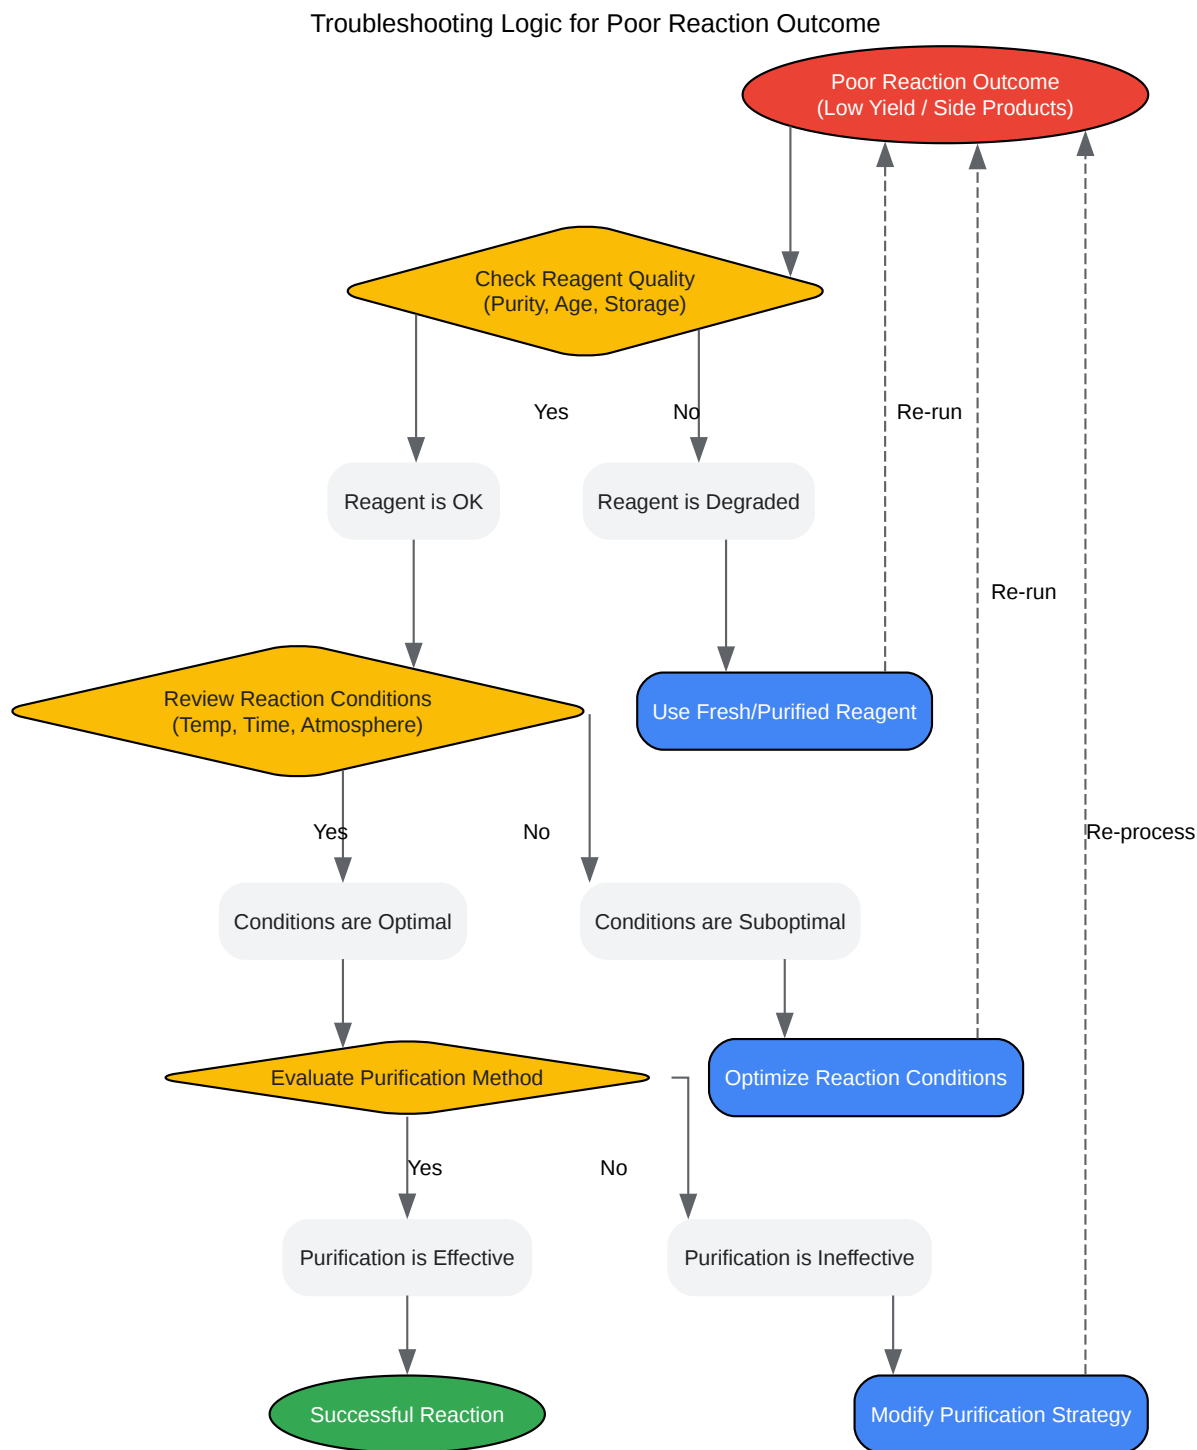 Troubleshooting Logic for Poor Reaction Outcome
Poor Reaction Outcome
(Low Yield / Side Products)
Check Reagent Quality
(Purity, Age, Storage)
Yes
No
Re-run
Reagent is OK
Reagent is Degraded
Re-run
Review Reaction Conditions
(Temp, Time, Atmosphere)
Use Fresh/Purified Reagent
Yes
No
Re-process
Conditions are Optimal
Conditions are Suboptimal
Evaluate Purification Method
Optimize Reaction Conditions
Yes
No
Purification is Effective
Purification is Ineffective
Successful Reaction
Modify Purification Strategy